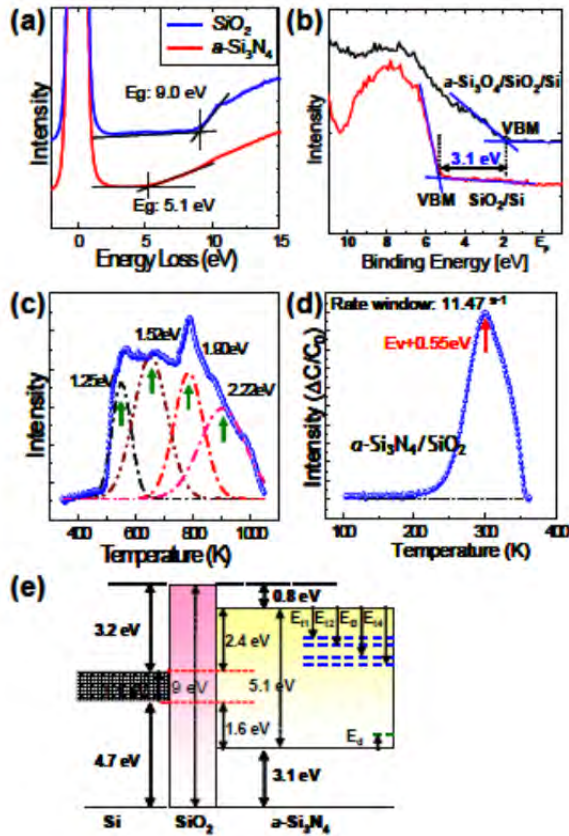 (a)
SiO2
a-Si3N4
Eg: 9.0 eV
Eg: 5.1 eV
Intensity
0 5 10 15
Energy Loss (eV)
(b)
a-Si3O4/SiO2/Si
VBM
3.1 eV
VBM
SiO2/Si
Intensity
10 8 6 4 2 EF
Binding Energy [eV]
(c)
1.25eV
1.52eV
1.90eV
2.22eV
Intensity
400 600 800 1000
Temperature (K)
(d)
Rate window: 11.47 s-1
Ev+0.55eV
a-Si3N4/SiO2
Intensity (ΔC/C0)
100 200 300 400
Temperature (K)
(e)
0.8 eV
Et1 Et2 Et3 Et4
3.2 eV
2.4 eV
9 eV
5.1 eV
1.6 eV
Ed
4.7 eV
3.1 eV
Si SiO2 a-Si3N4